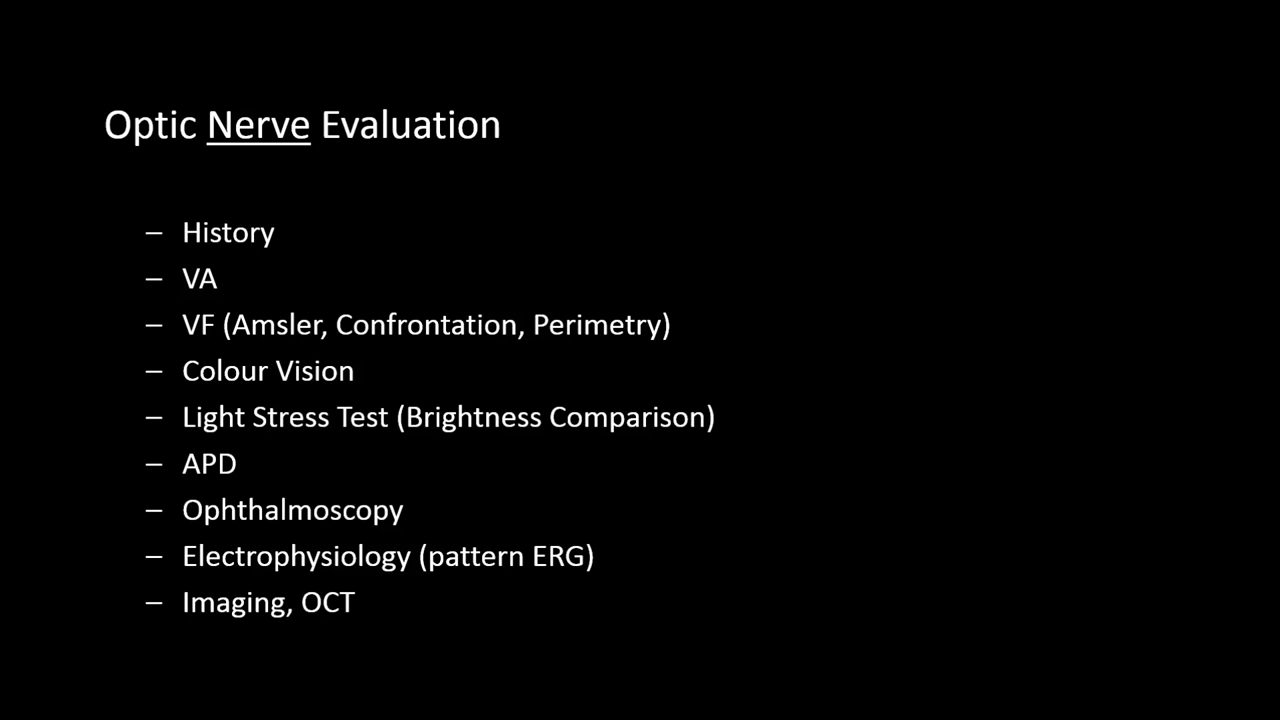 Optic Nerve Evaluation
– History
– VA
– VF (Amsler, Confrontation, Perimetry)
– Colour Vision
– Light Stress Test (Brightness Comparison)
– APD
– Ophthalmoscopy
– Electrophysiology (pattern ERG)
– Imaging, OCT